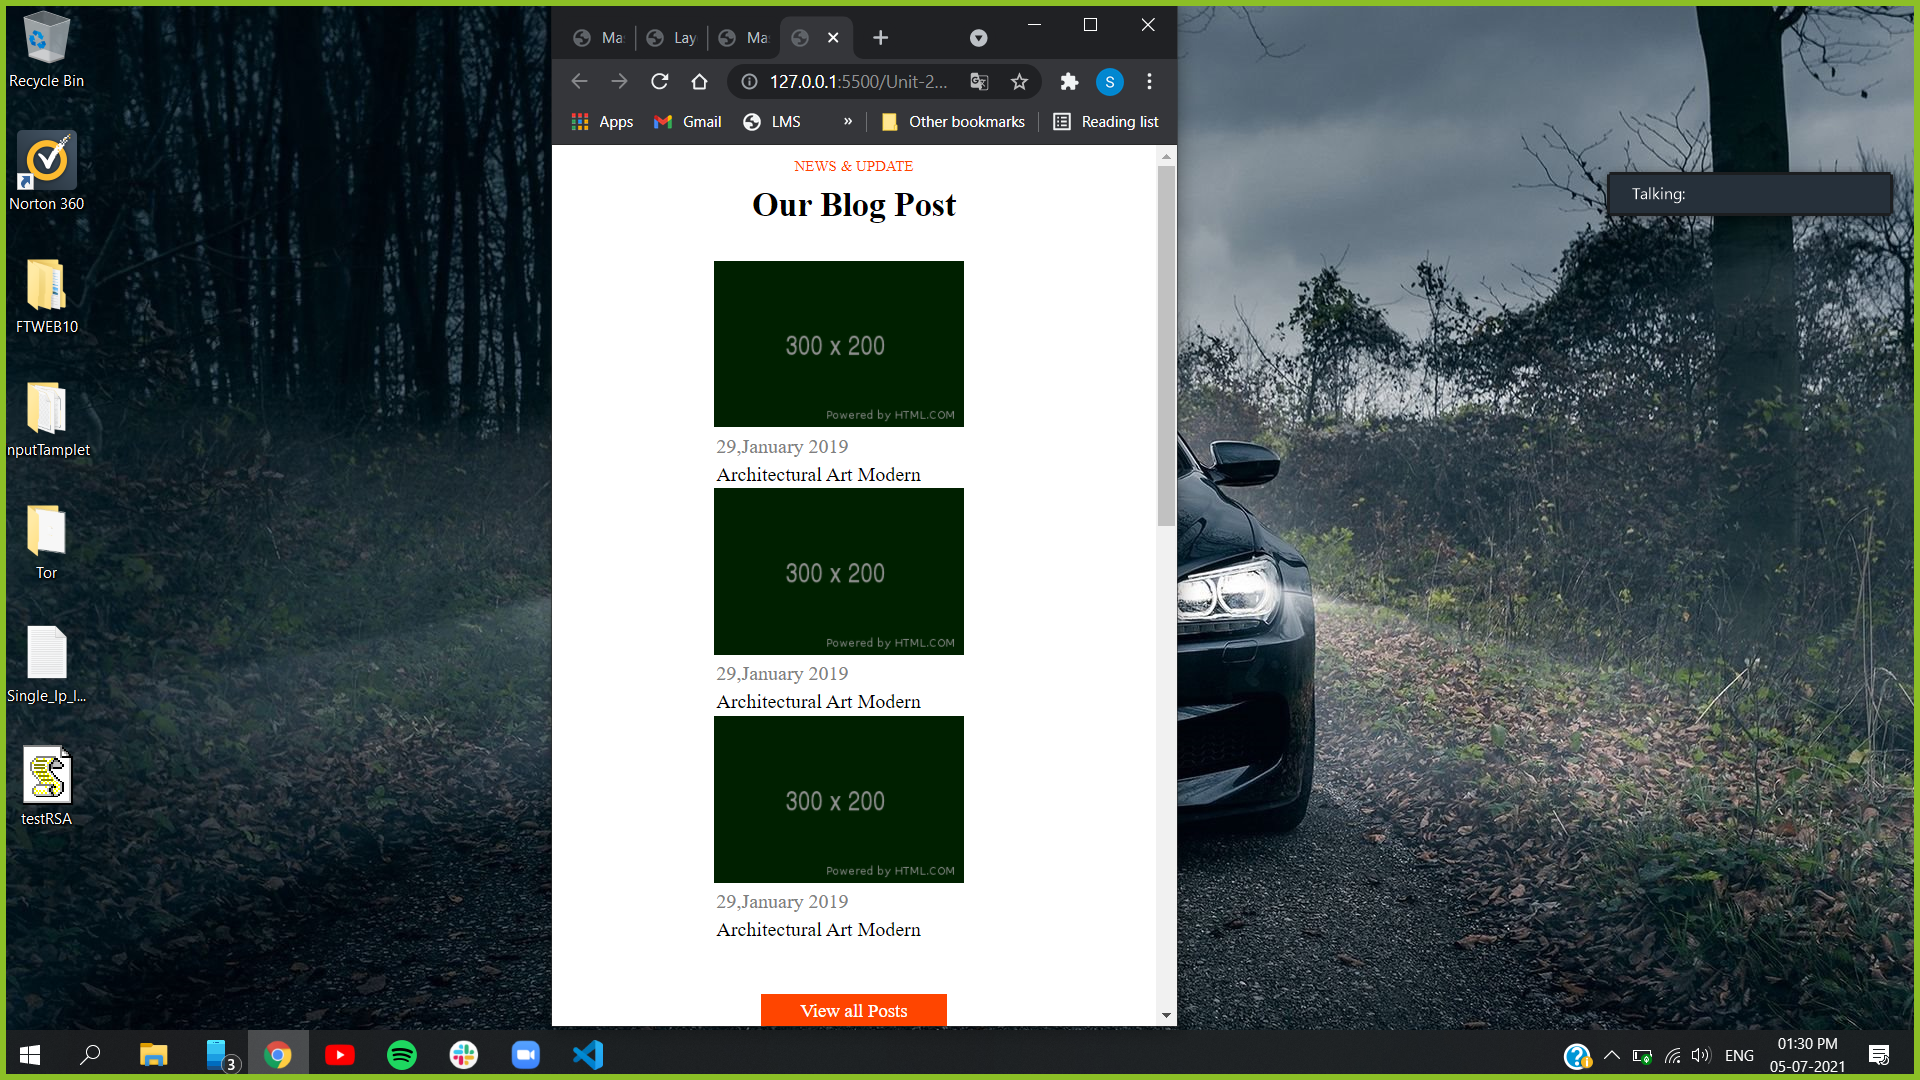 Recycle Bin
Norton 360
FTWEB10
nputTamplet
Tor
Single_Ip_I...
testRSA
Ma
Lay
Ma
127.0.0.1:5500/Unit-2...
S
Apps
Gmail
LMS
»
Other bookmarks
Reading list
NEWS & UPDATE
Our Blog Post
300 x 200
Powered by HTML.COM
29,January 2019
Architectural Art Modern
300 x 200
Powered by HTML.COM
29,January 2019
Architectural Art Modern
300 x 200
Powered by HTML.COM
29,January 2019
Architectural Art Modern
View all Posts
Talking:
3
ENG
01:30 PM
05-07-2021